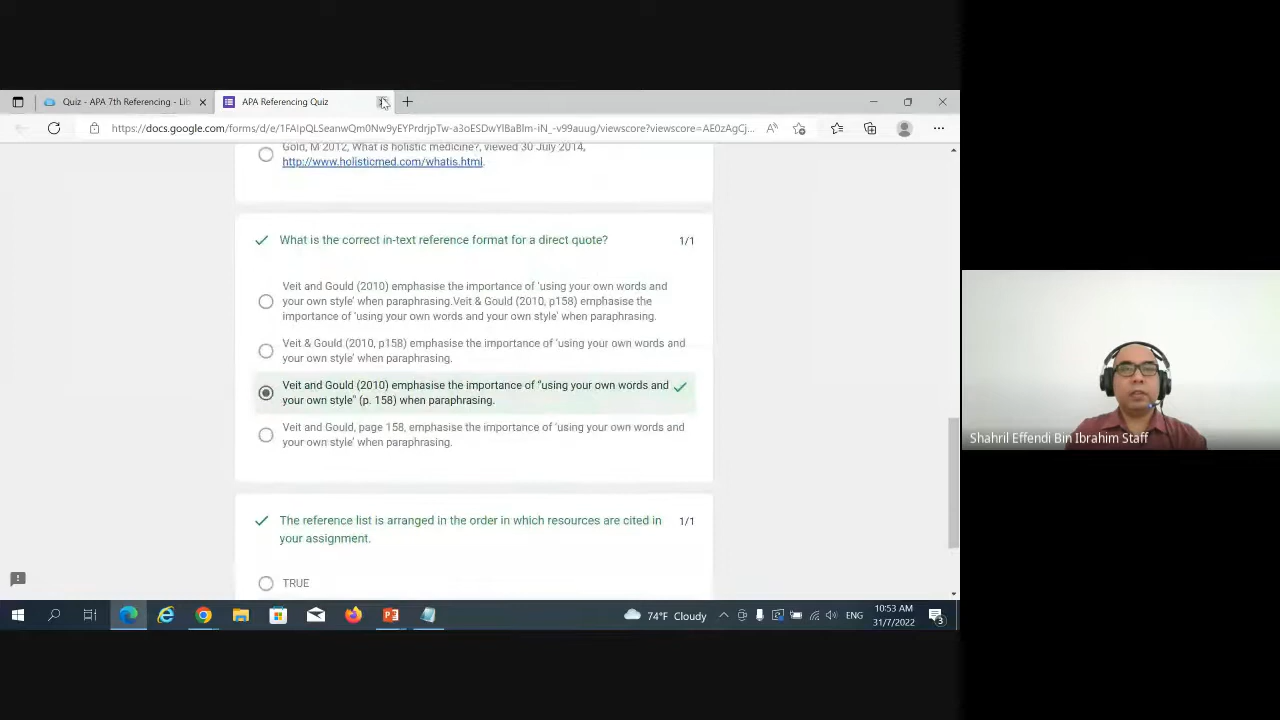 Quiz - APA 7th Referencing - Lib
APA Referencing Quiz
https://docs.google.com/forms/d/e/
Gold, M 2012, What is holistic medicine?, viewed 30 July 2014,
http://www.holisticmed.com/whatis.html.
What is the correct in-text reference format for a direct quote?
1/1
Veit and Gould (2010) emphasise the importance of 'using your own words and
your own style' when paraphrasing.Veit & Gould (2010, p158) emphasise the
importance of 'using your own words and your own style' when paraphrasing.
Veit & Gould (2010, p158) emphasise the importance of 'using your own words and
your own style' when paraphrasing.
Veit and Gould (2010) emphasise the importance of "using your own words and
your own style" (p. 158) when paraphrasing.
Veit and Gould, page 158, emphasise the importance of 'using your own words and
your own style' when paraphrasing.
The reference list is arranged in the order in which resources are cited in
your assignment.
1/1
TRUE
Shahril Effendi Bin Ibrahim Staff
74°F Cloudy
ENG
10:53 AM
31/7/2022
3